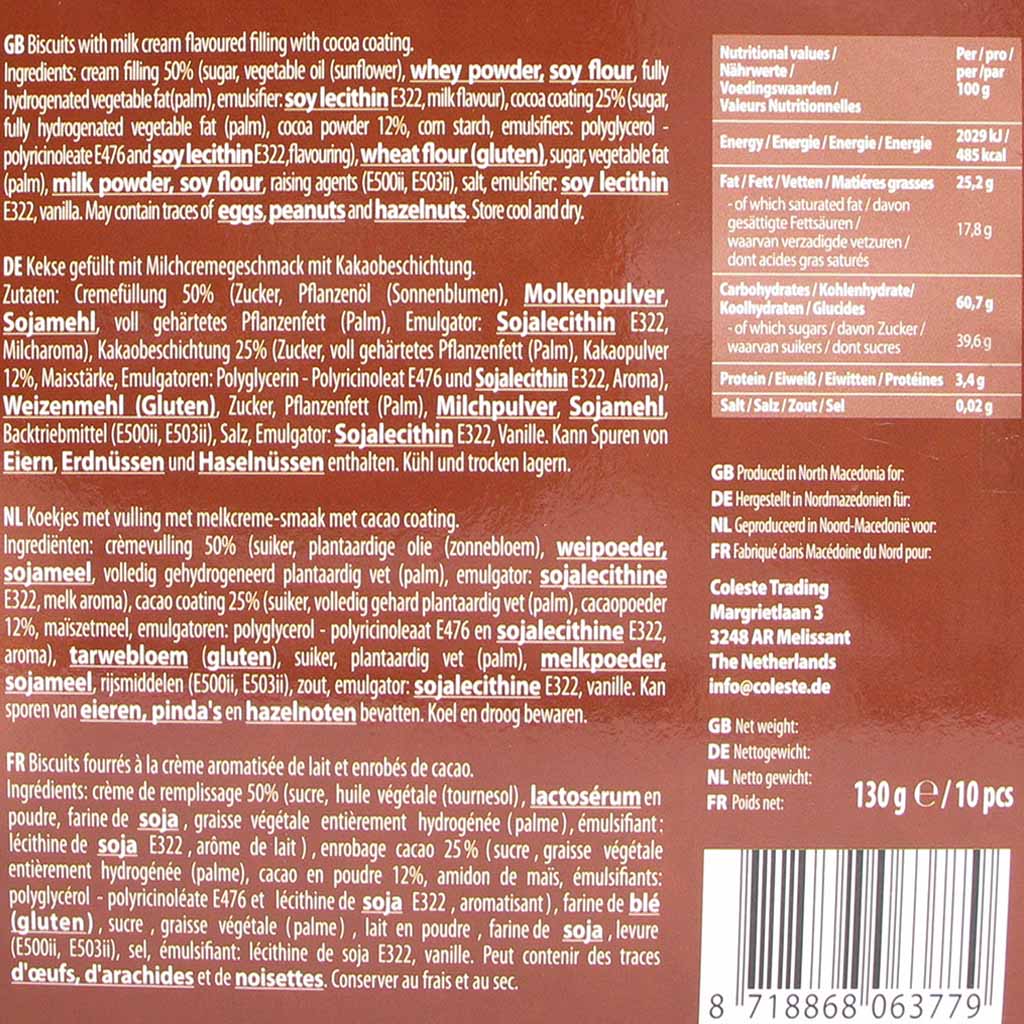 GB Biscuits with milk cream flavoured filling with cocoa coating.
Ingredients: cream filling 50% (sugar, vegetable oil (sunflower), whey powder, soy flour, fully
hydrogenated vegetable fat(palm), emulsifier: soy lecithin E322, milk flavour), cocoa coating 25% (sugar,
fully hydrogenated vegetable fat (palm), cocoa powder 12%, corn starch, emulsifiers: polyglycerol -
polyricinoleate E476 and soy lecithin E322,flavouring), wheat flour (gluten), sugar, vegetable fat
(palm), milk powder, soy flour, raising agents (E500ii, E503ii), salt, emulsifier: soy lecithin
E322, vanilla. May contain traces of eggs, peanuts and hazelnuts. Store cool and dry.
DE Kekse gefüllt mit Milchcremegeschmack mit Kakaobeschichtung.
Zutaten: Cremefüllung 50% (Zucker, Pflanzenöl (Sonnenblumen), Molkenpulver,
Sojamehl, voll gehärtetes Pflanzenfett (Palm), Emulgator: Sojalecithin E322,
Milcharoma), Kakaobeschichtung 25% (Zucker, voll gehärtetes Pflanzenfett (Palm), Kakaopulver
12%, Maisstärke, Emulgatoren: Polyglycerin - Polyricinoleat E476 und Sojalecithin E322, Aroma),
Weizenmehl (Gluten), Zucker, Pflanzenfett (Palm), Milchpulver, Sojamehl,
Backtriebmittel (E500ii, E503ii), Salz, Emulgator: Sojalecithin E322, Vanille. Kann Spuren von
Eiern, Erdnüssen und Haselnüssen enthalten. Kühl und trocken lagern.
NL Koekjes met vulling met melkcreme-smaak met cacao coating.
Ingrediënten: crèmevulling 50% (suiker, plantaardige olie (zonnebloem), weipoeder,
sojameel, volledig gehydrogeneerd plantaardig vet (palm), emulgator: sojalecithine
E322, melk aroma), cacao coating 25% (suiker, volledig gehard plantaardig vet (palm), cacaopoeder
12%, maïszetmeel, emulgatoren: polyglycerol - polyricinoleaat E476 en sojalecithine E322,
aroma), tarwebloem (gluten), suiker, plantaardig vet (palm), melkpoeder,
sojameel, rijsmiddelen (E500ii, E503ii), zout, emulgator: sojalecithine E322, vanille. Kan
sporen van eieren, pinda's en hazelnoten bevatten. Koel en droog bewaren.
FR Biscuits fourrés à la crème aromatisée de lait et enrobés de cacao.
Ingrédients: crème de remplissage 50% (sucre, huile végétale (tournesol), lactosérum en
poudre, farine de soja, graisse végétale entièrement hydrogénée (palme), émulsifiant:
lécithine de soja E322, arôme de lait), enrobage cacao 25% (sucre, graisse végétale
entièrement hydrogénée (palme), cacao en poudre 12%, amidon de maïs, émulsifiants:
polyglycérol - polyricinoléate E476 et lécithine de soja E322, aromatisant), farine de blé
(gluten), sucre, graisse végétale (palme), lait en poudre, farine de soja, levure
(E500ii, E503ii), sel, émulsifiant: lécithine de soja E322, vanille. Peut contenir des traces
d'œufs, d'arachides et de noisettes. Conserver au frais et au sec.
Nutritional values / Per / pro /
Nährwerte / per /par
Voedingswaarden / 100 g
Valeurs Nutritionnelles
Energy / Energie / Energie / Energie 2029 kJ /
485 kcal
Fat / Fett / Vetten / Matiéres grasses 25,2 g
- of which saturated fat / davon
gesättigte Fettsäuren / 17,8 g
waarvan verzadigde vetzuren /
dont acides gras saturés
Carbohydrates / Kohlenhydrate/
Koolhydraten / Glucides 60,7 g
- of which sugars / davon Zucker /
waarvan suikers / dont sucres 39,6 g
Protein / Eiweiß / Eiwitten / Protéines 3,4 g
Salt / Salz / Zout / Sel 0,02 g
GB Produced in North Macedonia for:
DE Hergestellt in Nordmazedonien für:
NL Geproduceerd in Noord-Macedonië voor:
FR Fabriqué dans Macédoine du Nord pour:
Coleste Trading
Margrietlaan 3
3248 AR Melissant
The Netherlands
info@coleste.de
GB Net weight:
DE Nettogewicht:
NL Netto gewicht:
FR Poids net:
130 g ℮ / 10 pcs
8 718868 063779